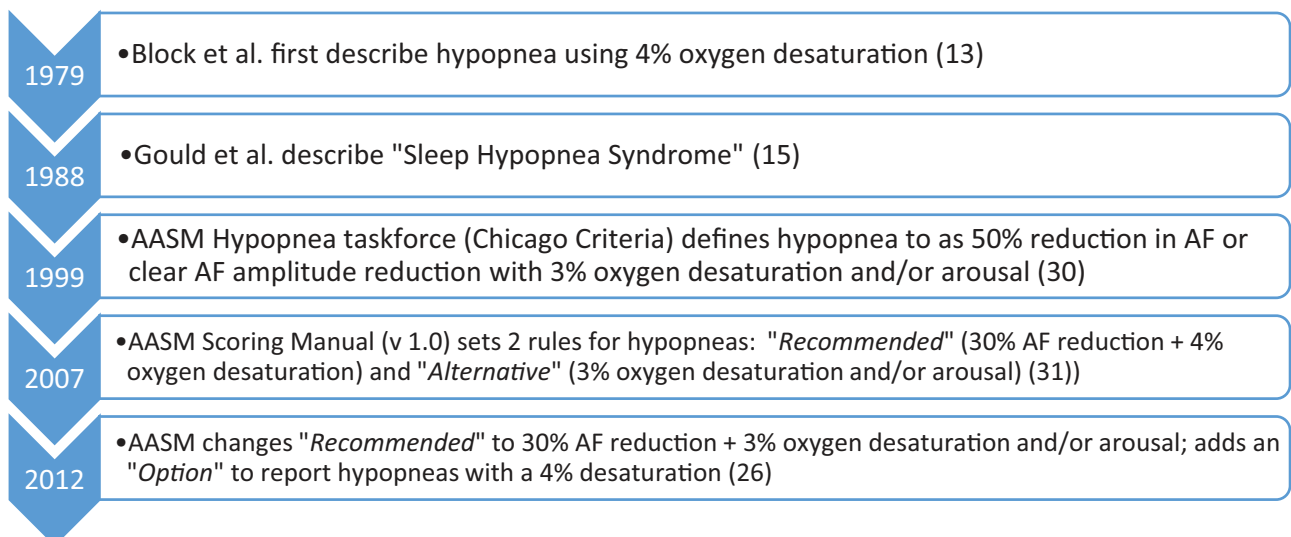 1979
•Block et al. first describe hypopnea using 4% oxygen desaturation (13)
1988
•Gould et al. describe "Sleep Hypopnea Syndrome" (15)
1999
•AASM Hypopnea taskforce (Chicago Criteria) defines hypopnea to as 50% reduction in AF or
clear AF amplitude reduction with 3% oxygen desaturation and/or arousal (30)
2007
•AASM Scoring Manual (v 1.0) sets 2 rules for hypopneas: "Recommended" (30% AF reduction + 4%
oxygen desaturation) and "Alternative" (3% oxygen desaturation and/or arousal) (31))
2012
•AASM changes "Recommended" to 30% AF reduction + 3% oxygen desaturation and/or arousal; adds an
"Option" to report hypopneas with a 4% desaturation (26)